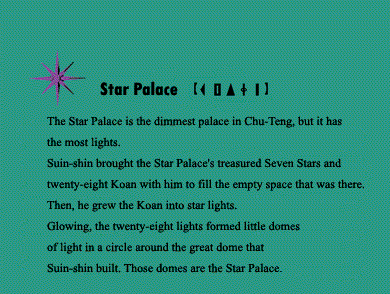 Star Palace
The Star Palace is the dimmest palace in Chu-Teng, but it has
the most lights.
Suin-shin brought the Star Palace's treasured Seven Stars and
twenty-eight Koan with him to fill the empty space that was there.
Then, he grew the Koan into star lights.
Glowing, the twenty-eight lights formed little domes
of light in a circle around the great dome that
Suin-shin built. Those domes are the Star Palace.